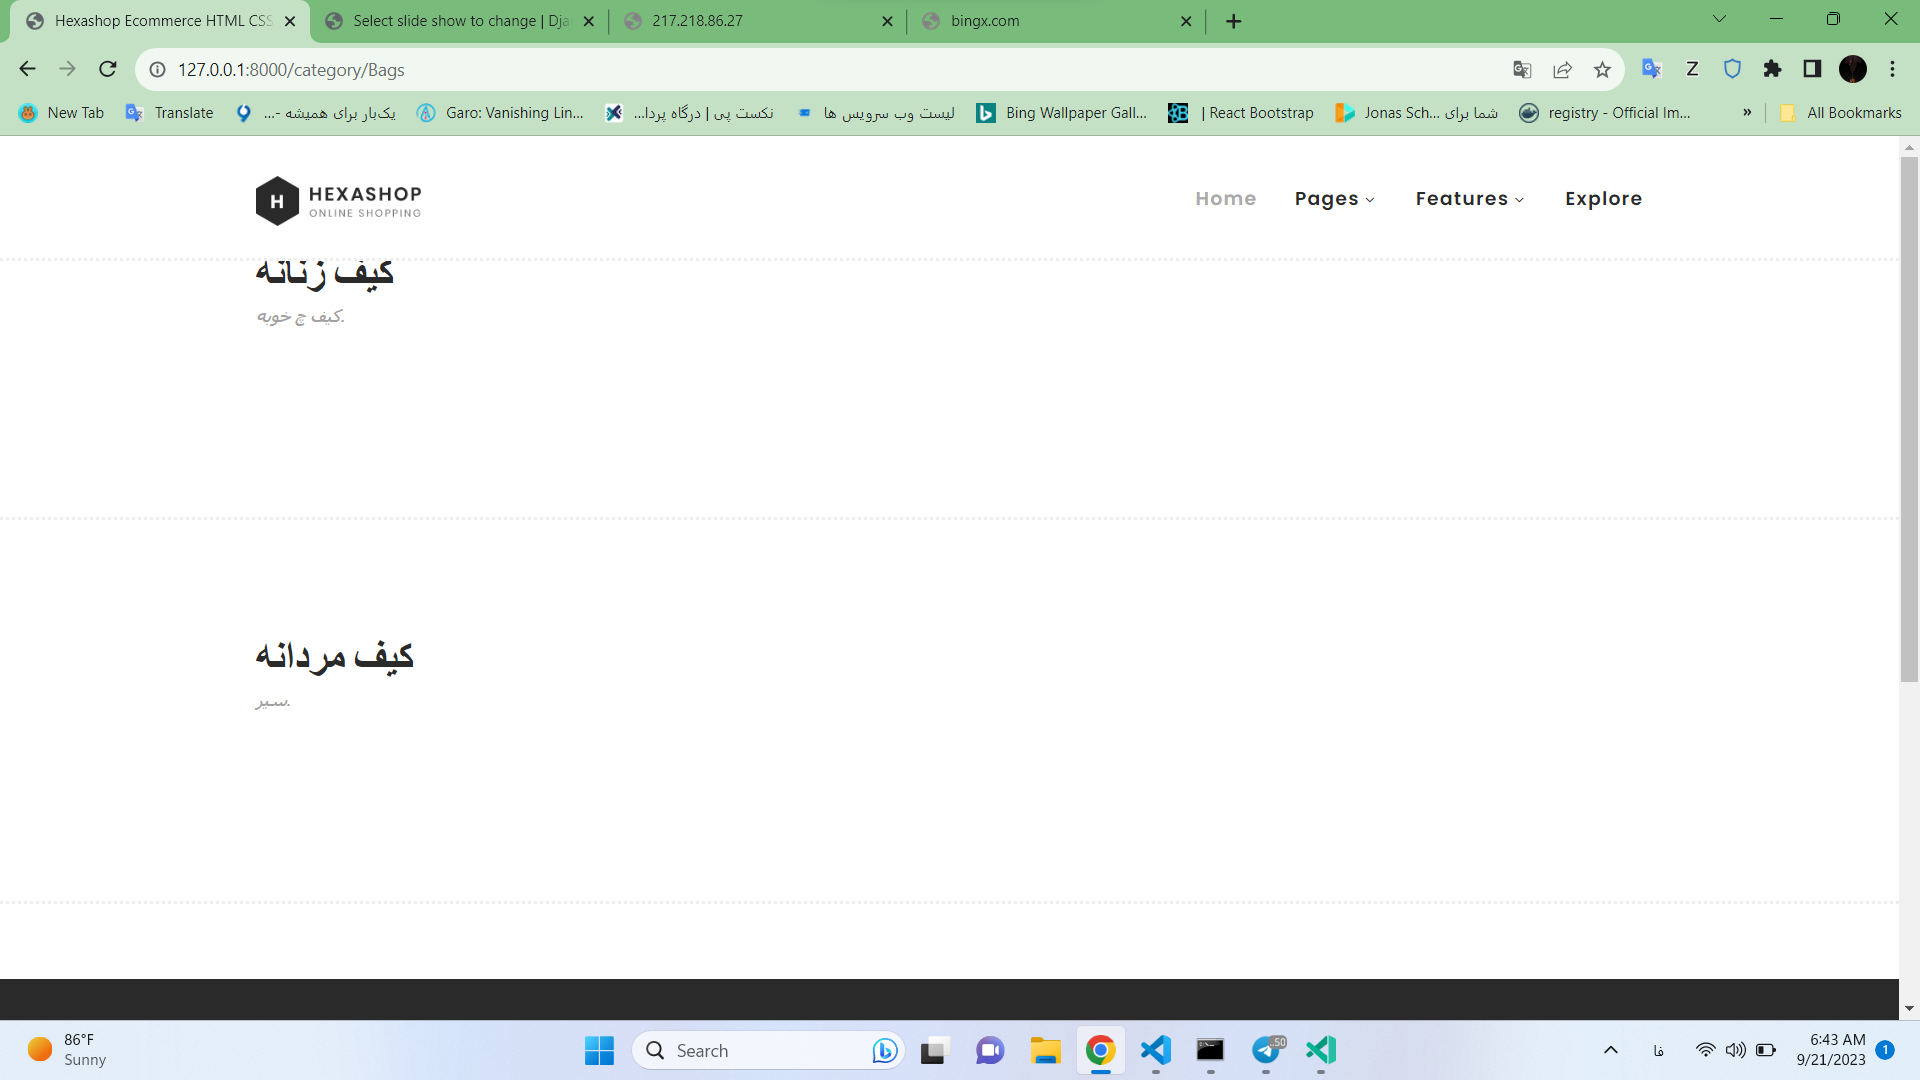 Hexashop Ecommerce HTML CSS
Select slide show to change | Dja
217.218.86.27
bingx.com
127.0.0.1:8000/category/Bags
New Tab
Translate
یک‌بار برای همیشه -...
Garo: Vanishing Lin...
نکست پی | درگاه پردا...
لیست وب سرویس ها
Bing Wallpaper Gall...
| React Bootstrap
Jonas Sch... شما برای
registry - Official Im...
»
All Bookmarks
H
HEXASHOP
ONLINE SHOPPING
Home
Pages
Features
Explore
کیف زنانه
کیف چ خوبه.
کیف مردانه
سیر.
86°F
Sunny
Search
.50
فا
6:43 AM
9/21/2023
1